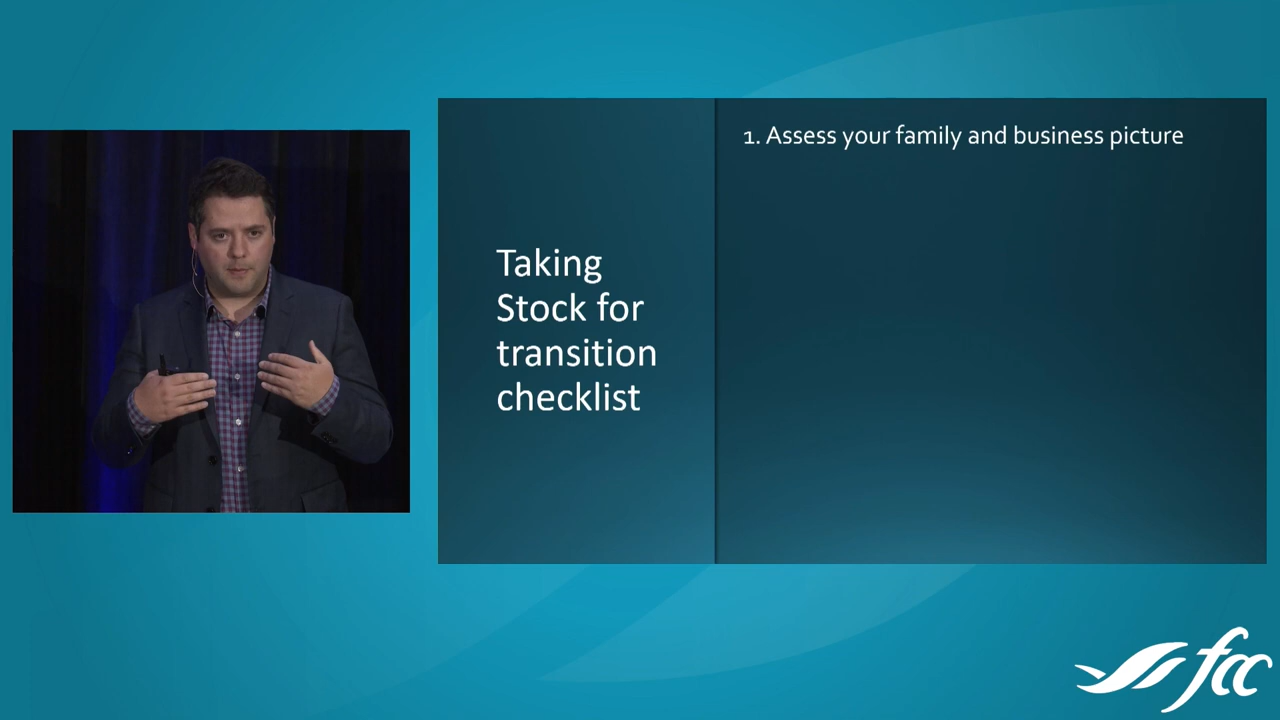 1. Assess your family and business picture
Taking
Stock for
transition
checklist
fcc